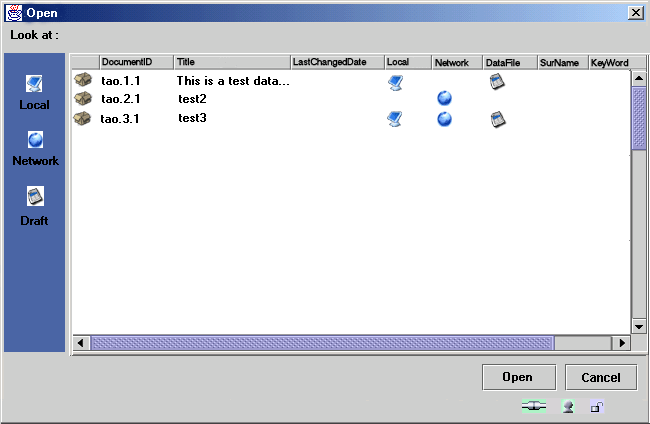 Open
Look at :
DocumentID Title LastChangedDate Local Network DataFile SurName KeyWord
tao.1.1 This is a test data...
tao.2.1 test2
tao.3.1 test3
Local
Network
Draft
Open Cancel